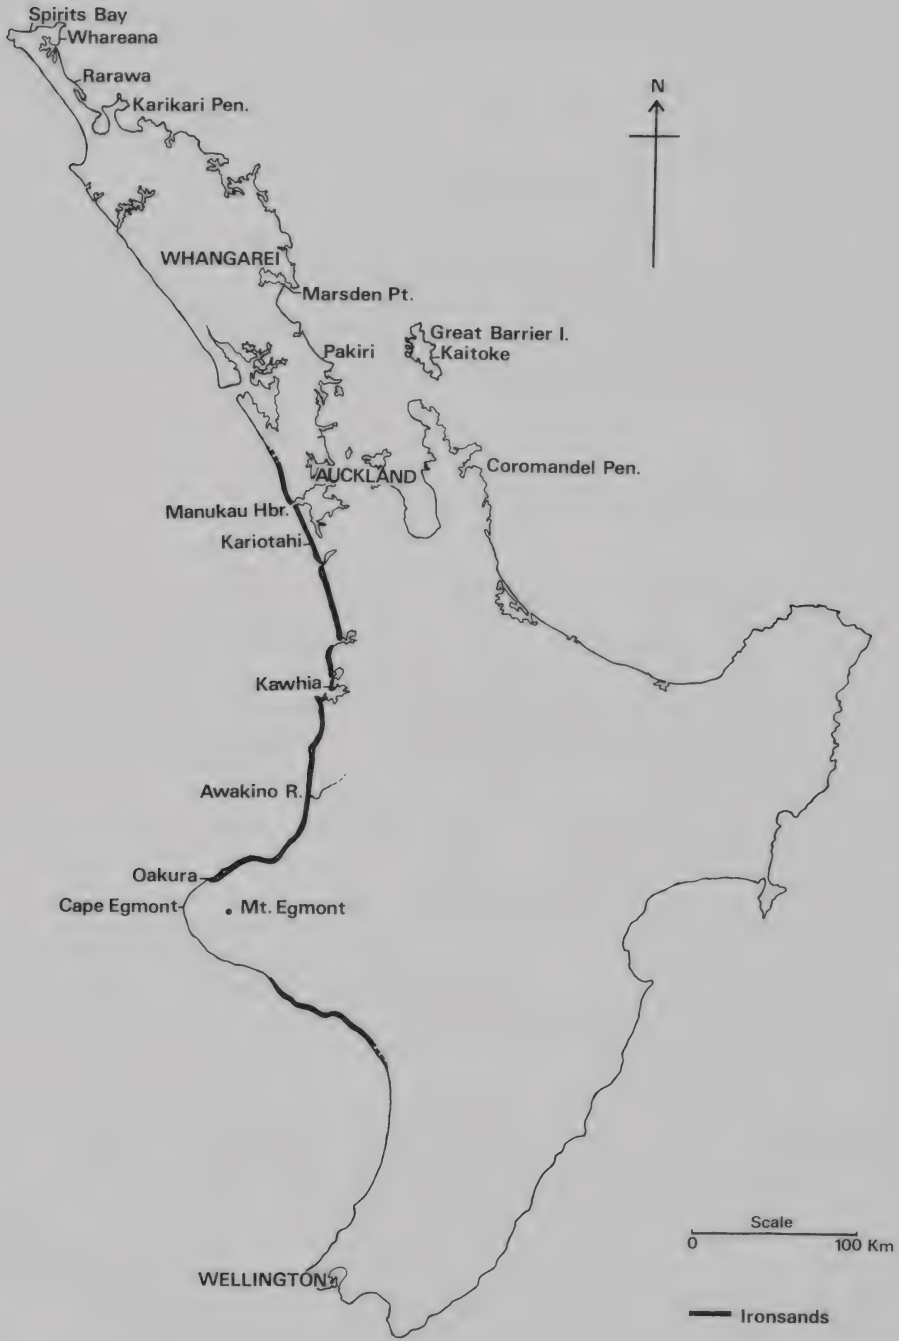 Spirits Bay
Whareana
Rarawa
Karikari Pen.
N
WHANGAREI
Marsden Pt.
Great Barrier I.
Pakiri
Kaitoke
AUCKLAND
Coromandel Pen.
Manukau Hbr.
Kariotahi
Kawhia
Awakino R.
Oakura
Cape Egmont
Mt. Egmont
Scale
0 100 Km
WELLINGTON
Ironsands